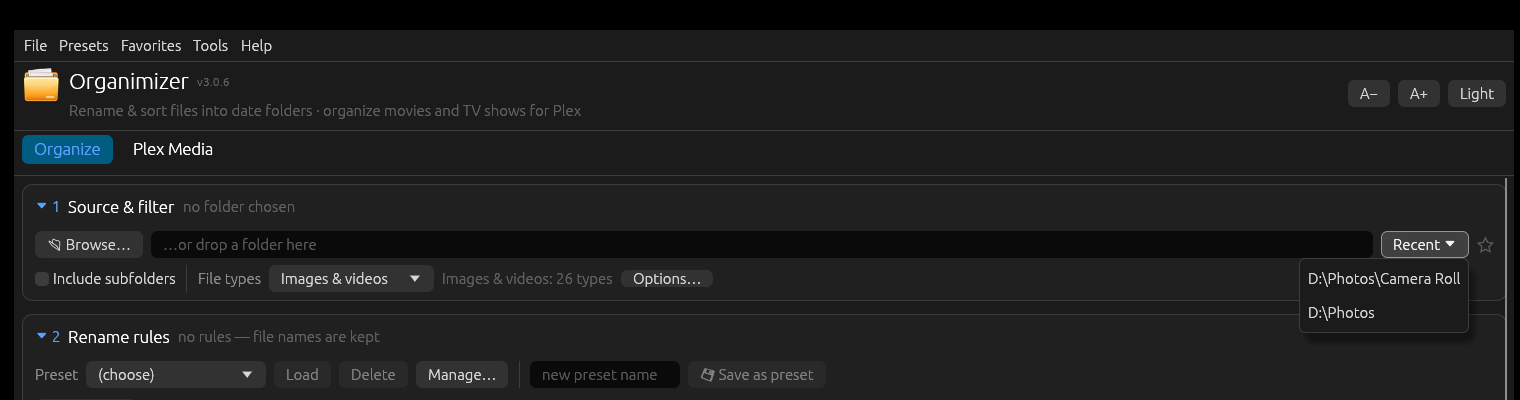 File Presets Favorites Tools Help
Organimizer v3.0.6
Rename & sort files into date folders · organize movies and TV shows for Plex
A− A+ Light
Organize Plex Media
1 Source & filter no folder chosen
Browse… …or drop a folder here Recent
Include subfolders File types Images & videos Images & videos: 26 types Options…
D:\Photos\Camera Roll
D:\Photos
2 Rename rules no rules — file names are kept
Preset (choose) Load Delete Manage… new preset name Save as preset